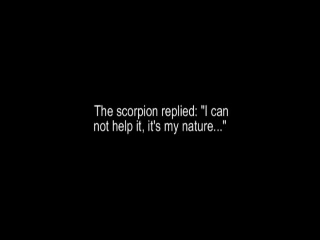 The scorpion replied: "I can
not help it, it's my nature..."